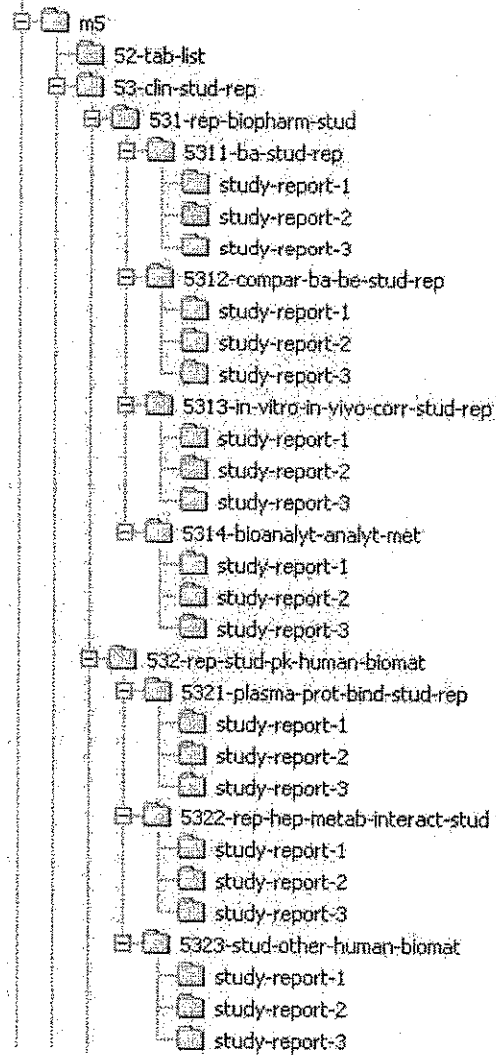 m5
52-tab-list
53-clin-stud-rep
531-rep-biopharm-stud
5311-ba-stud-rep
study-report-1
study-report-2
study-report-3
5312-compar-ba-be-stud-rep
study-report-1
study-report-2
study-report-3
5313-in-vitro-in-vivo-corr-stud-rep
study-report-1
study-report-2
study-report-3
5314-bioanalyt-analyt-met
study-report-1
study-report-2
study-report-3
532-rep-stud-pk-human-biomat
5321-plasma-prot-bind-stud-rep
study-report-1
study-report-2
study-report-3
5322-rep-hep-metab-interact-stud
study-report-1
study-report-2
study-report-3
5323-stud-other-human-biomat
study-report-1
study-report-2
study-report-3